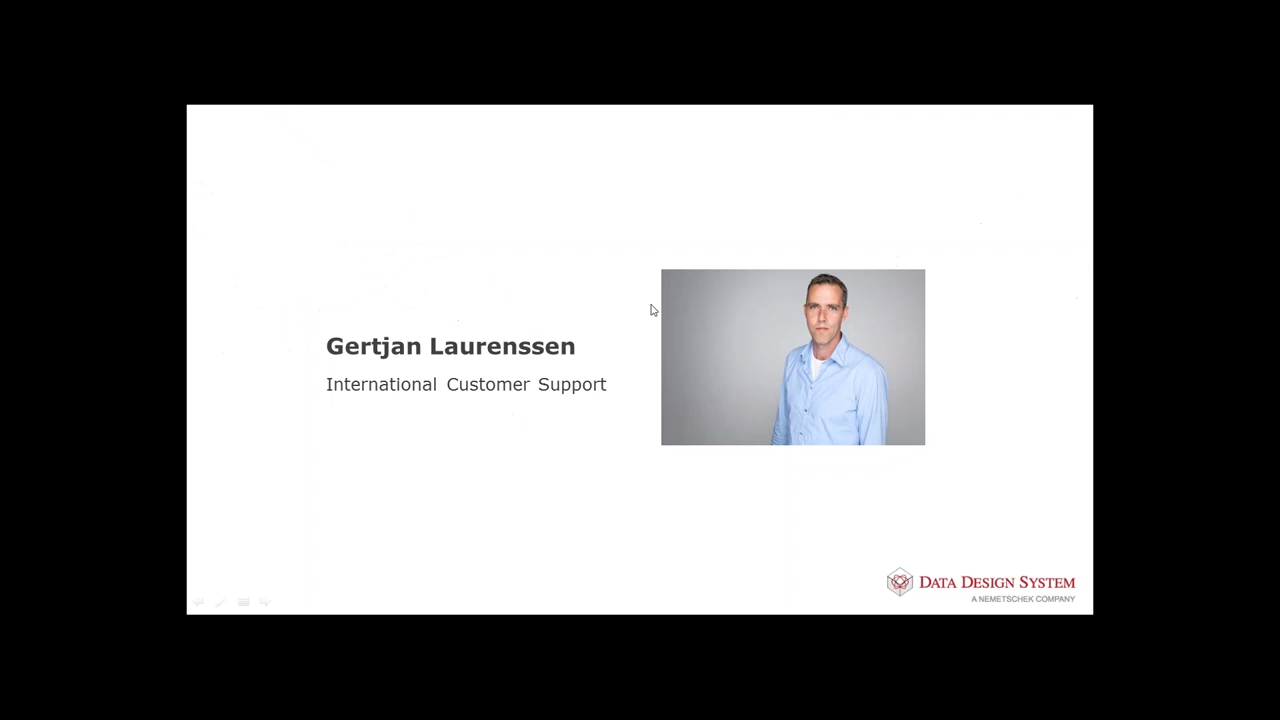 Gertjan Laurenssen
International Customer Support
DATA DESIGN SYSTEM
A NEMETSCHEK COMPANY